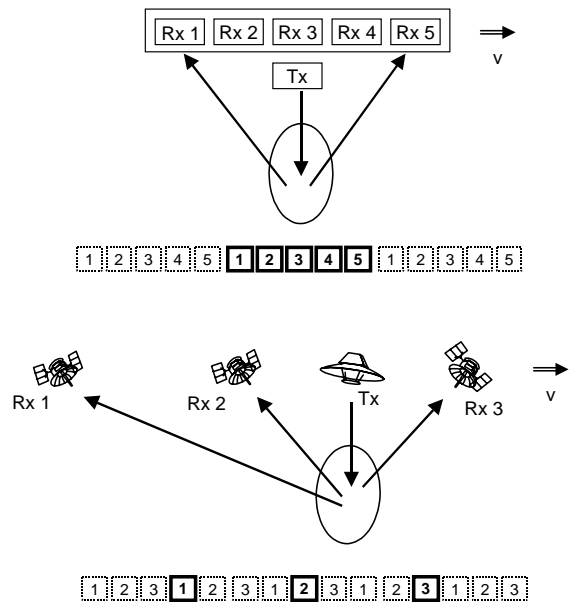 Rx 1 Rx 2 Rx 3 Rx 4 Rx 5
v
Tx
1 2 3 4 5 1 2 3 4 5 1 2 3 4 5
Rx 1
Rx 2
Tx
Rx 3
v
1 2 3 1 2 3 1 2 3 1 2 3 1 2 3